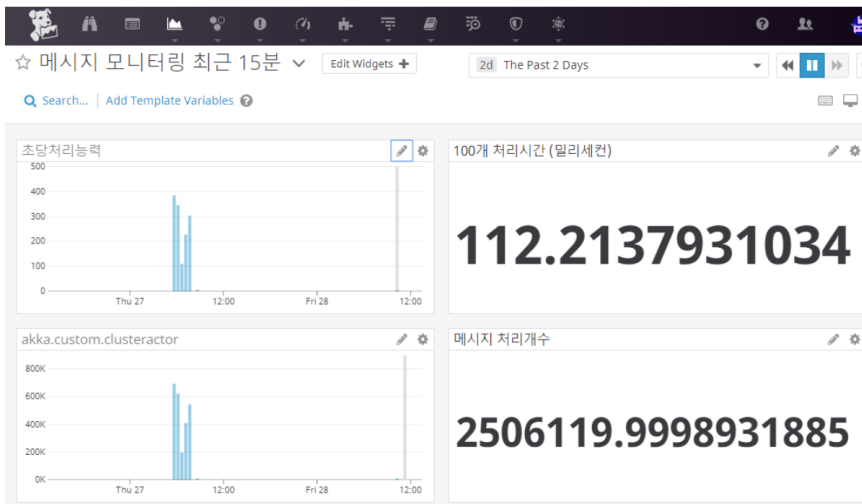 메시지 모니터링 최근 15분
Edit Widgets +
2d The Past 2 Days
Search...
Add Template Variables
초당처리능력
500
400
300
200
100
0
Thu 27
12:00
Fri 28
12:00
100개 처리시간 (밀리세컨)
112.2137931034
akka.custom.clusteractor
800K
600K
400K
200K
0K
Thu 27
12:00
Fri 28
12:00
메시지 처리개수
2506119.9998931885